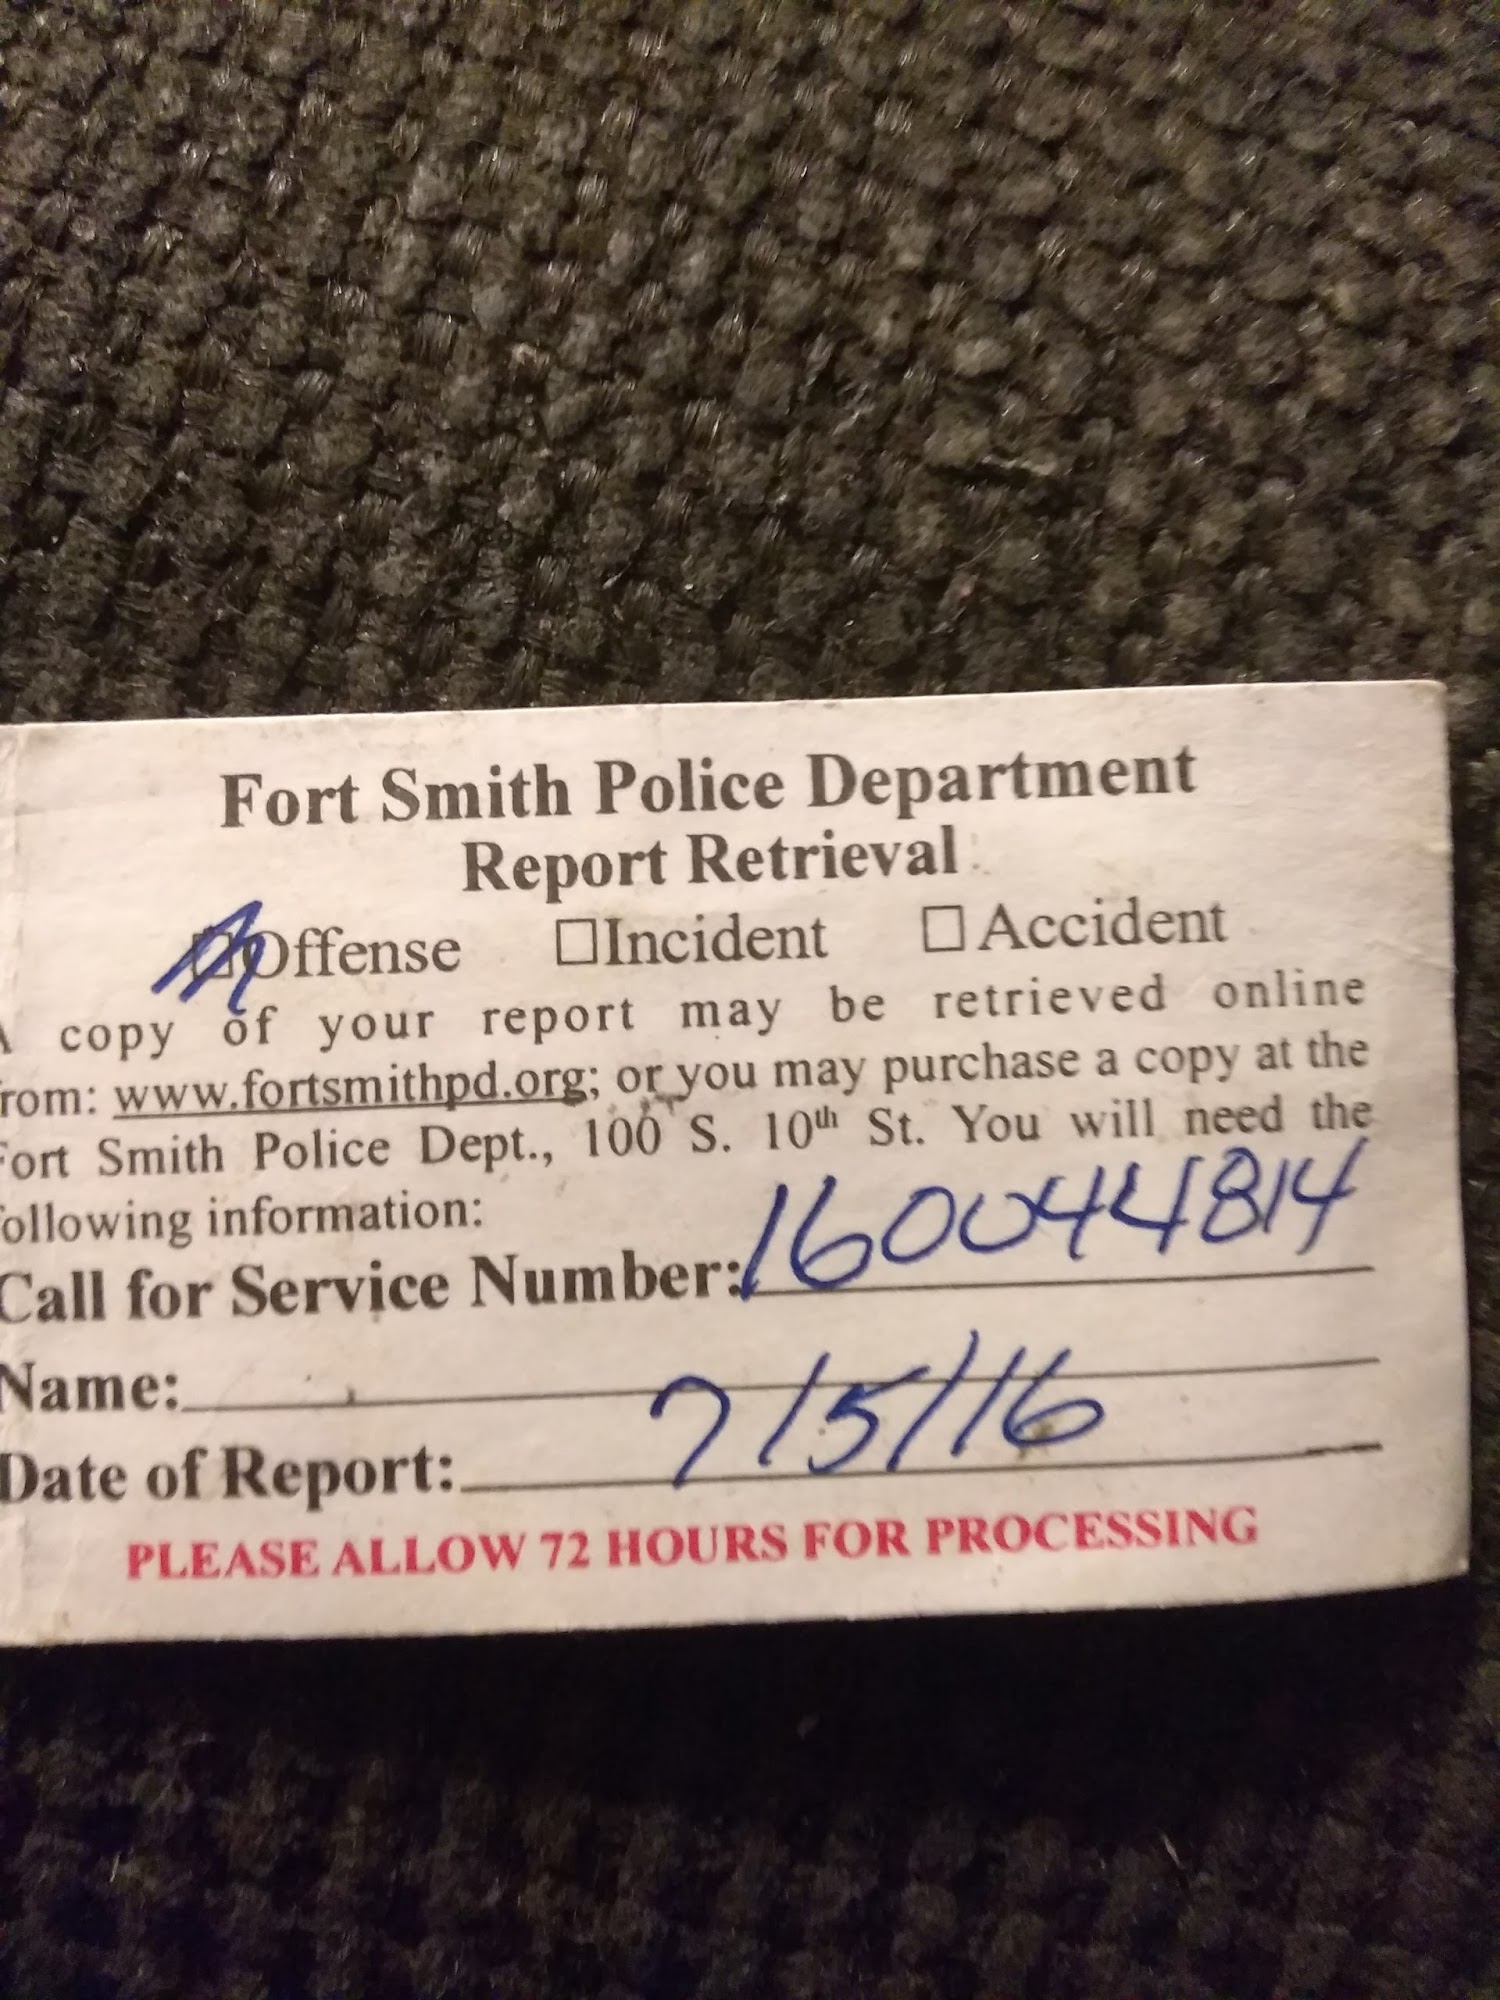 Fort Smith Police Department
Report Retrieval
☐Offense ☐Incident ☐ Accident
A copy of your report may be retrieved online
rom: www.fortsmithpd.org; or you may purchase a copy at the
Fort Smith Police Dept., 100 S. 10th St. You will need the
following information:
Call for Service Number: 160044814
Name:
7/5/16
Date of Report:
PLEASE ALLOW 72 HOURS FOR PROCESSING